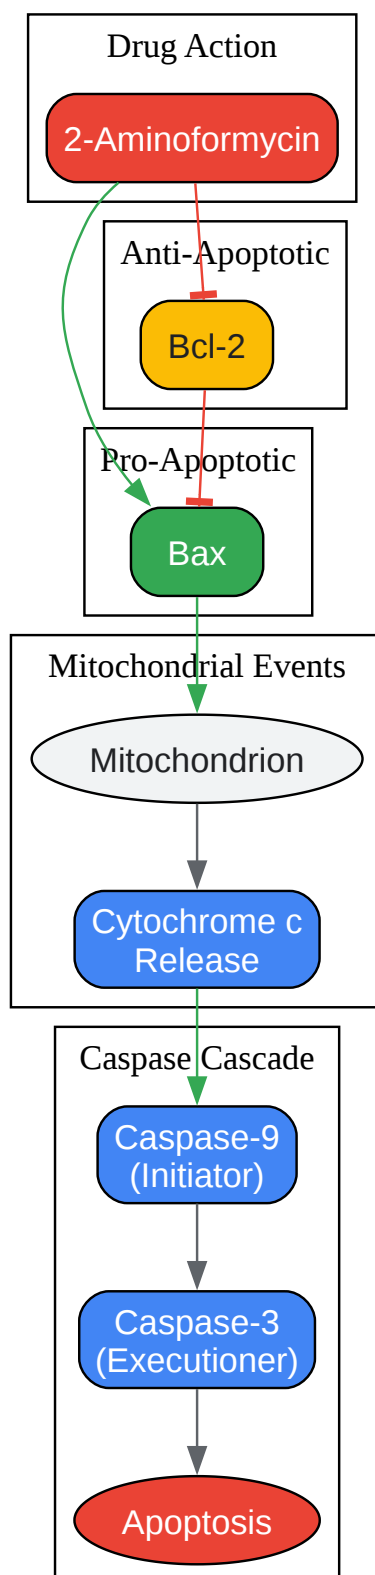 Drug Action
2-Aminoformycin
Anti-Apoptotic
Bcl-2
Pro-Apoptotic
Bax
Mitochondrial Events
Mitochondrion
Cytochrome c
Release
Caspase Cascade
Caspase-9
(Initiator)
Caspase-3
(Executioner)
Apoptosis